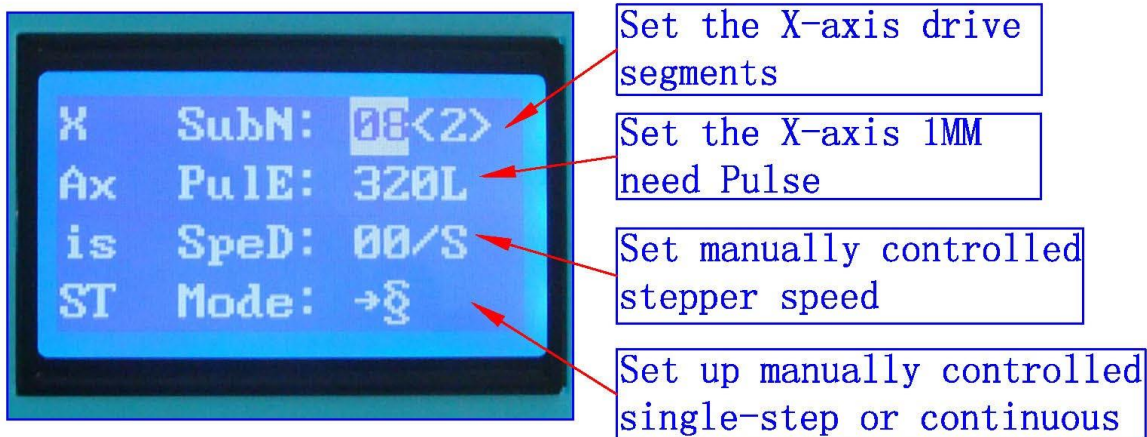 X SubN: 08<2>
Ax PulE: 320L
is SpeD: 00/S
ST Mode: →§
Set the X-axis drive
segments
Set the X-axis 1MM
need Pulse
Set manually controlled
stepper speed
Set up manually controlled
single-step or continuous